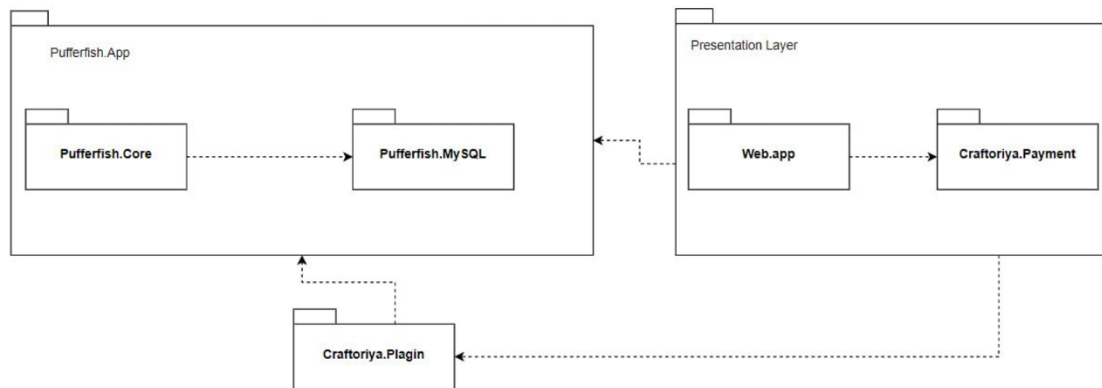 Pufferfish.App
Presentation Layer
Pufferfish.Core
Pufferfish.MySQL
Web.app
Craftoriya.Payment
Craftoriya.Plagin